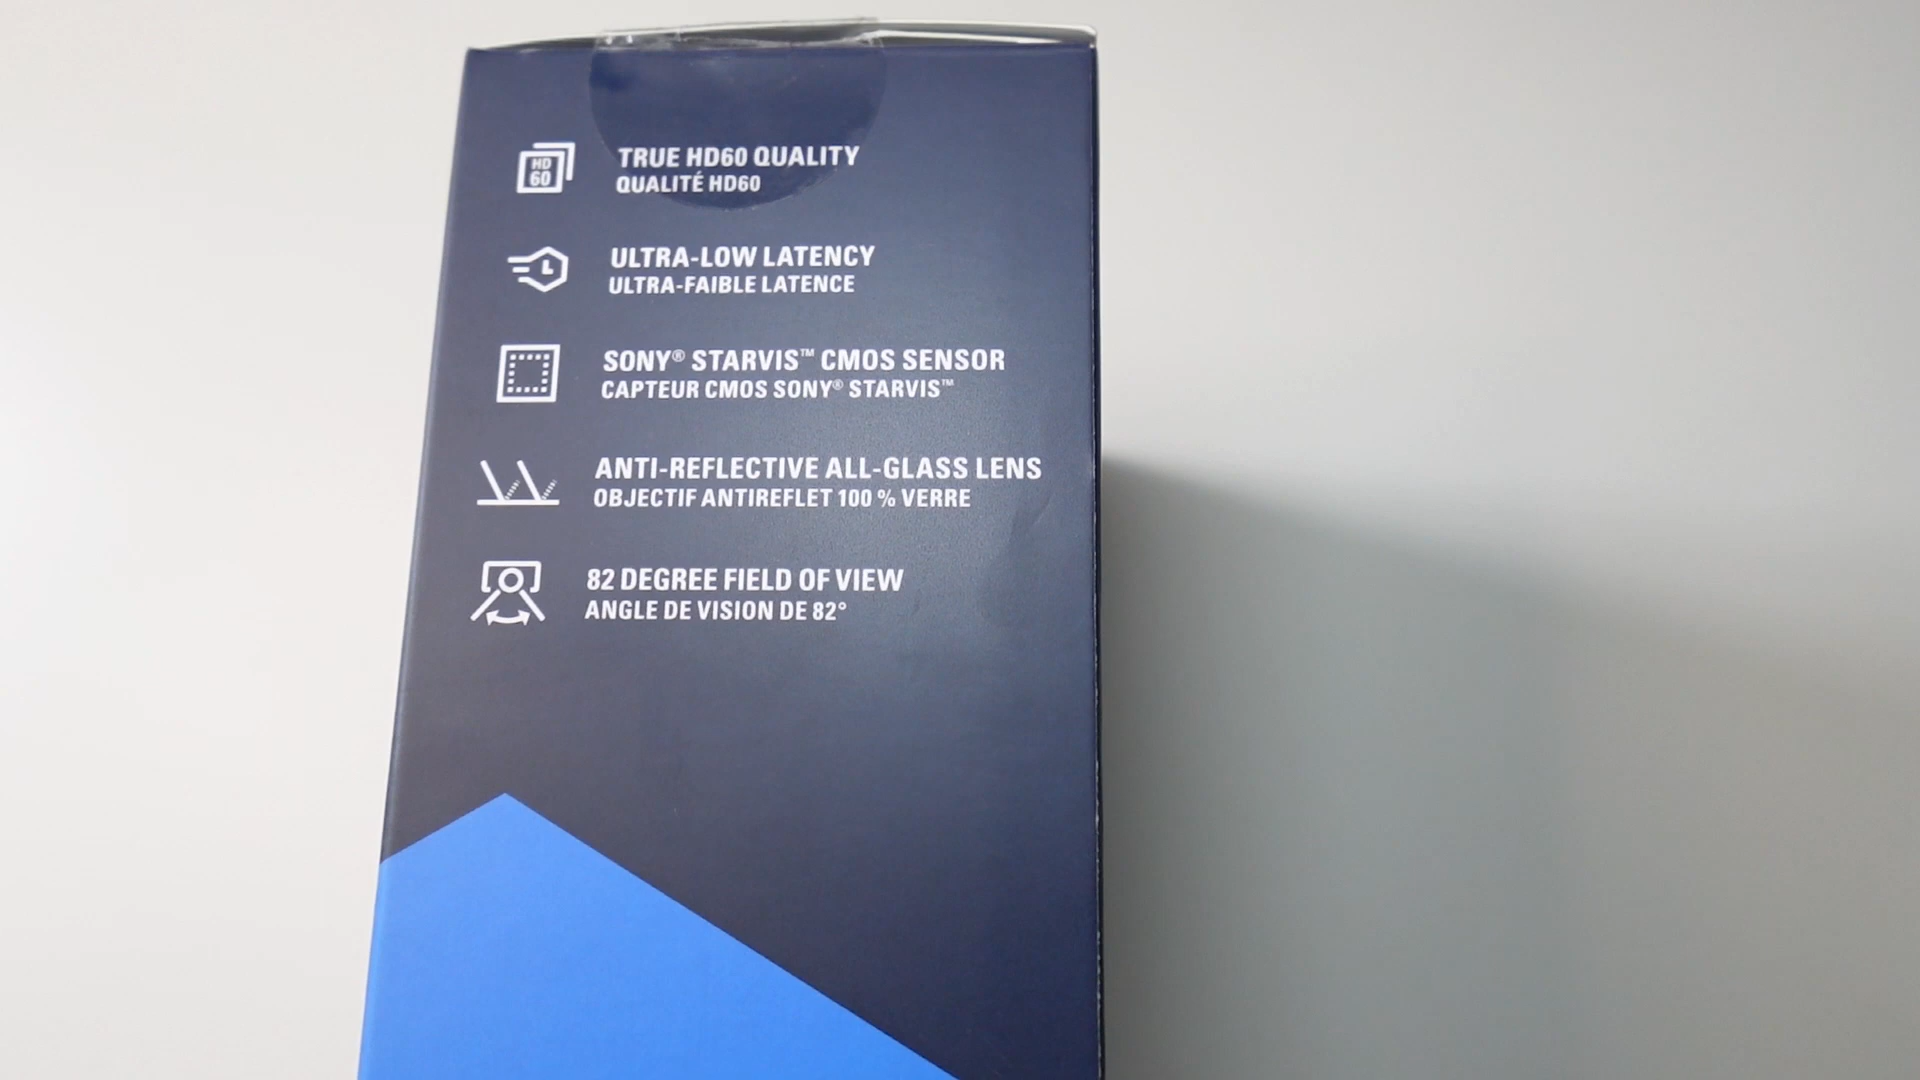 HD
60
TRUE HD60 QUALITY
QUALITÉ HD60
ULTRA-LOW LATENCY
ULTRA-FAIBLE LATENCE
SONY® STARVIS™ CMOS SENSOR
CAPTEUR CMOS SONY® STARVIS™
ANTI-REFLECTIVE ALL-GLASS LENS
OBJECTIF ANTIREFLET 100 % VERRE
82 DEGREE FIELD OF VIEW
ANGLE DE VISION DE 82°